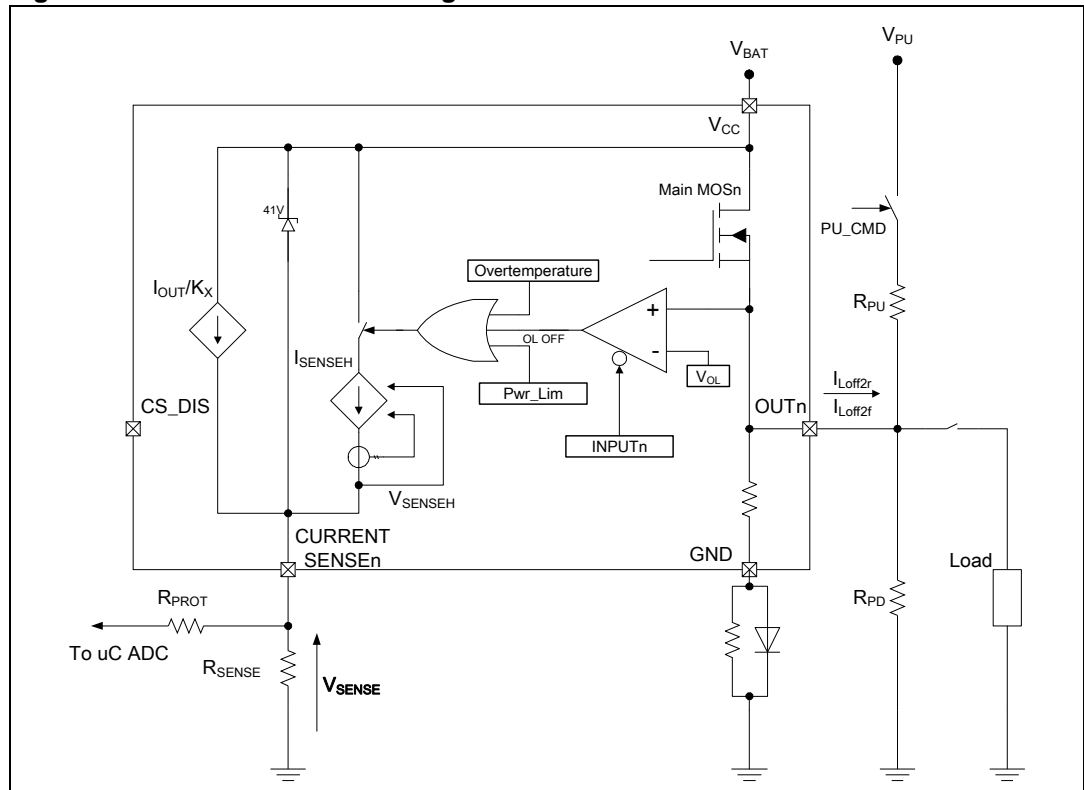 V_BAT
V_PU
V_CC
Main MOSn
41V
PU_CMD
Overtemperature
I_OUT/K_X
R_PU
+
OL OFF
-
I_SENSEH
V_OL
Pwr_Lim
I_Loff2r
I_Loff2f
CS_DIS
OUTn
INPUTn
V_SENSEH
CURRENT
SENSEn
GND
Load
R_PROT
R_PD
To uC ADC
R_SENSE
V_SENSE